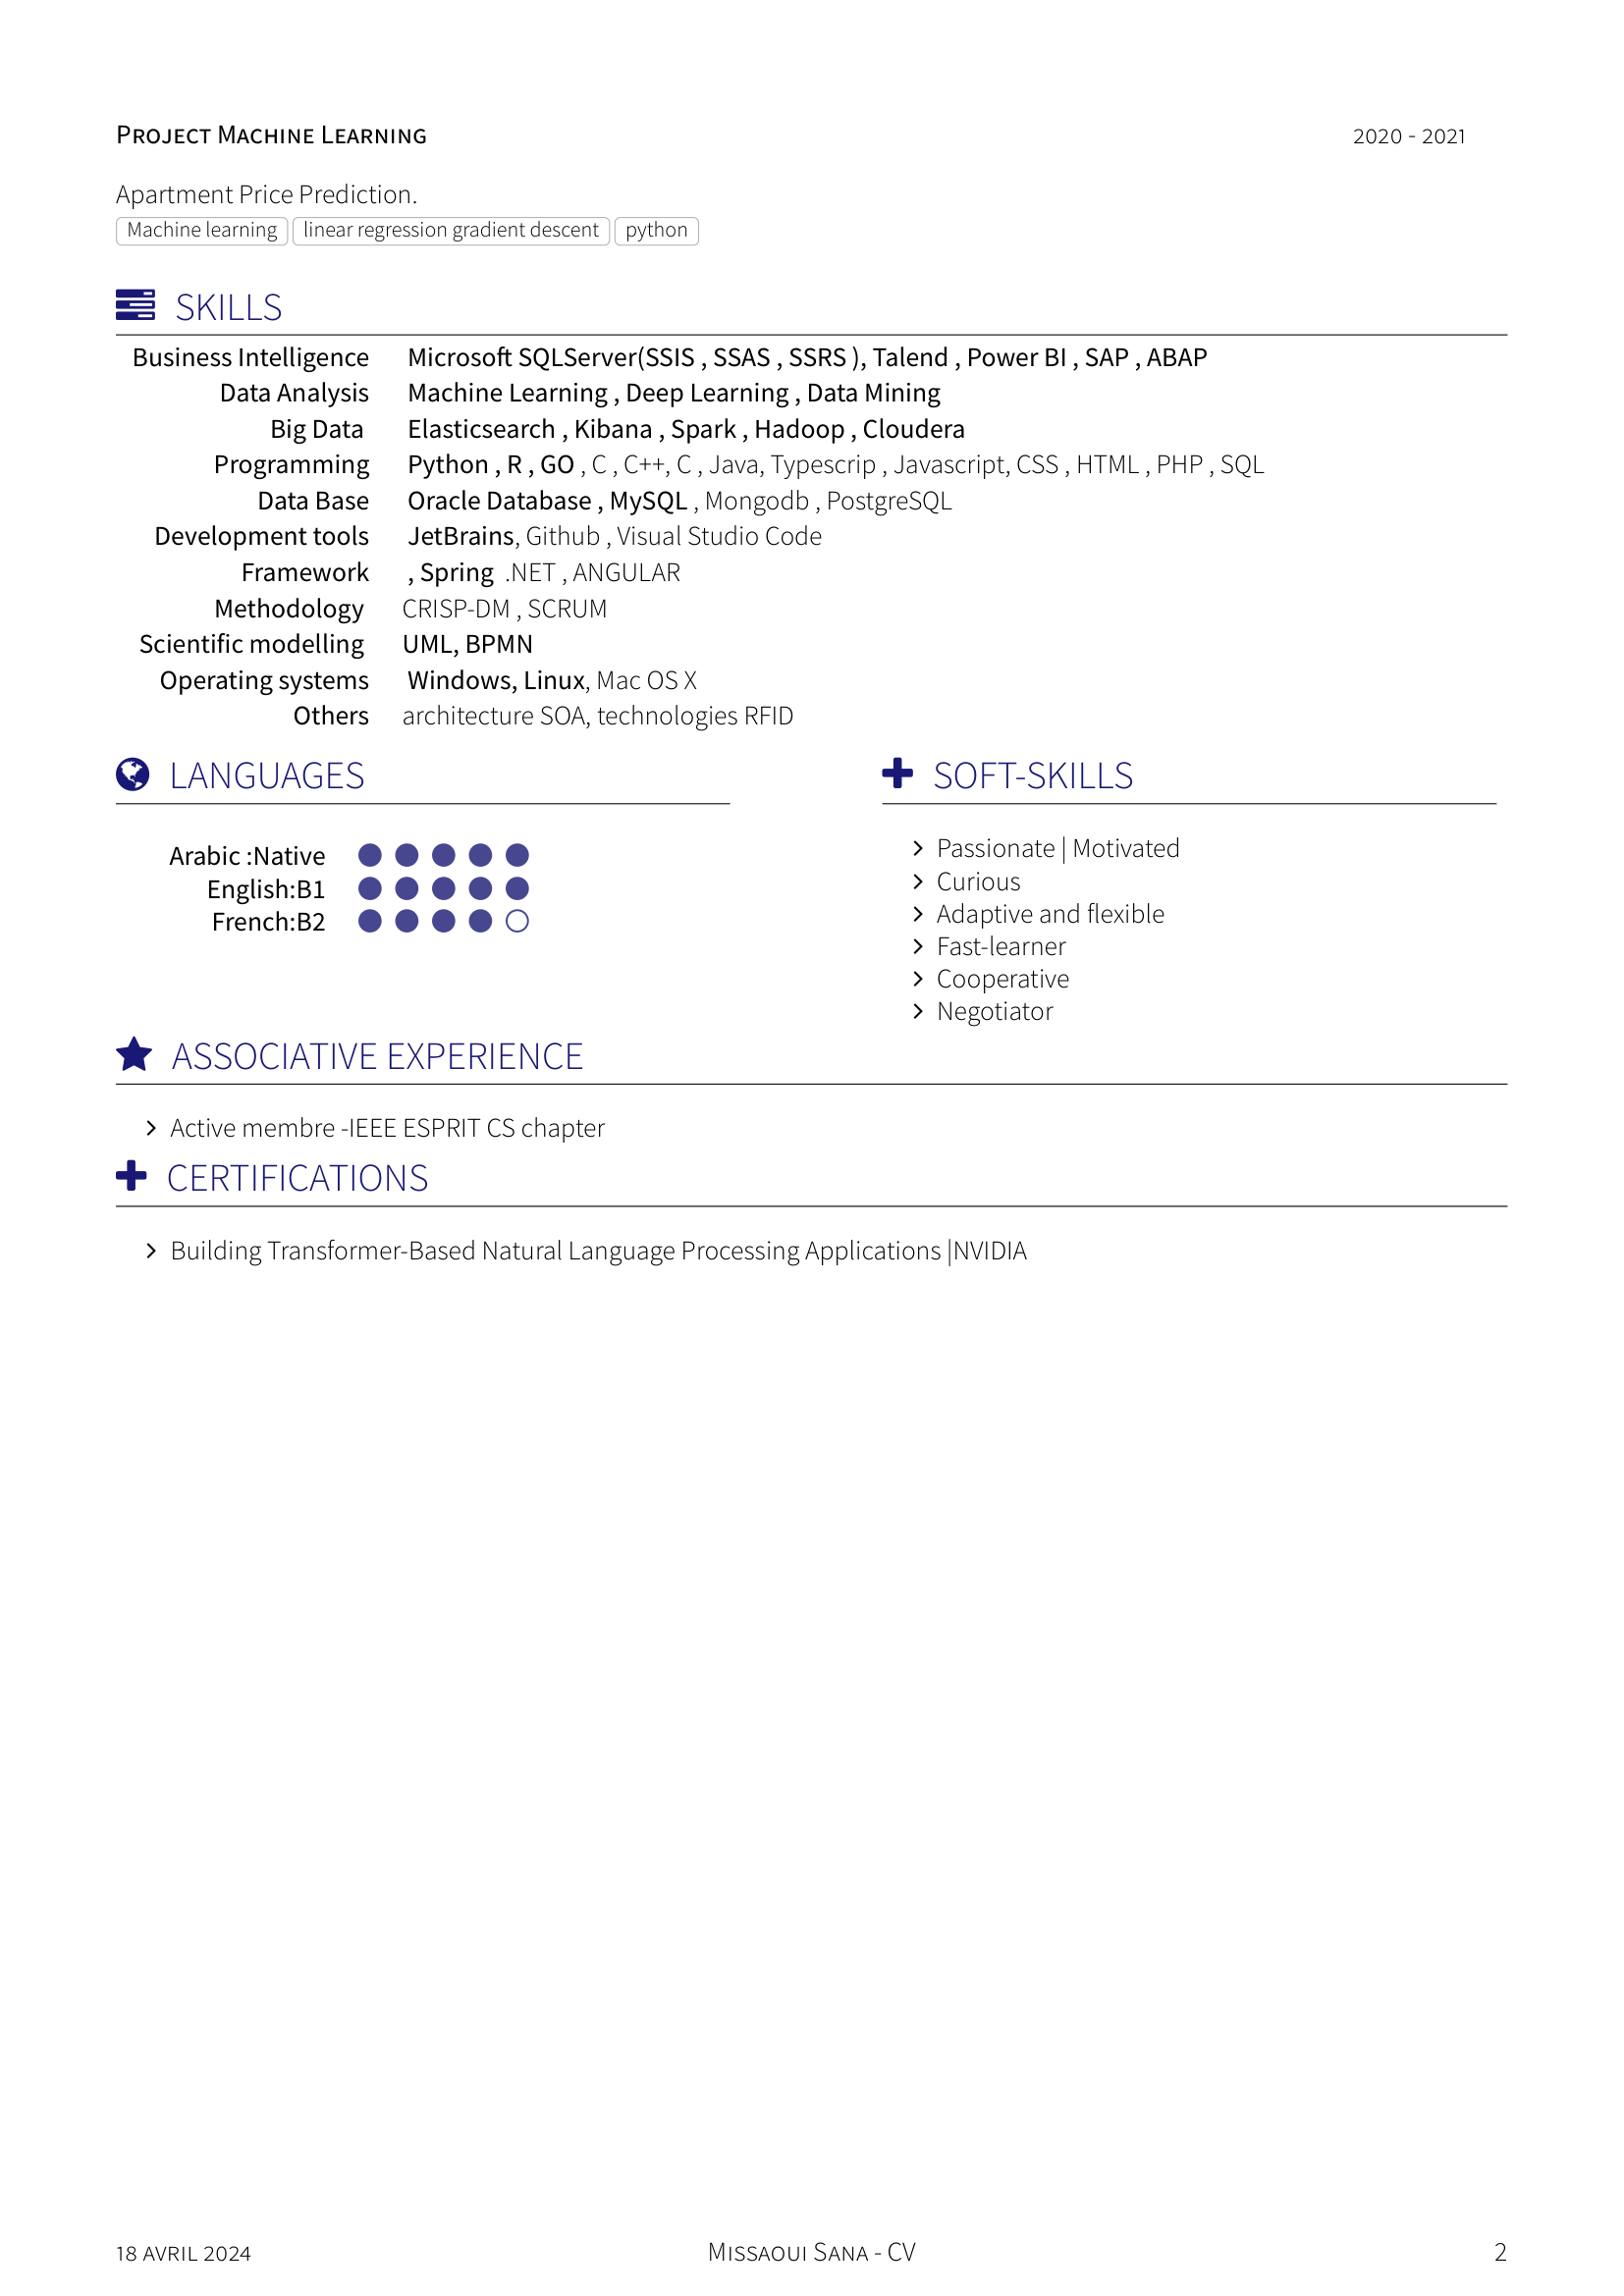 Project Machine Learning 2020 - 2021
Apartment Price Prediction.
Machine learning linear regression gradient descent python
SKILLS
Business Intelligence Microsoft SQLServer(SSIS , SSAS , SSRS ), Talend , Power BI , SAP , ABAP
Data Analysis Machine Learning , Deep Learning , Data Mining
Big Data Elasticsearch , Kibana , Spark , Hadoop , Cloudera
Programming Python , R , GO , C , C++, C , Java, Typescrip , Javascript, CSS , HTML , PHP , SQL
Data Base Oracle Database , MySQL , Mongodb , PostgreSQL
Development tools JetBrains, Github , Visual Studio Code
Framework , Spring .NET , ANGULAR
Methodology CRISP-DM , SCRUM
Scientific modelling UML, BPMN
Operating systems Windows, Linux, Mac OS X
Others architecture SOA, technologies RFID
LANGUAGES
Arabic :Native
English:B1
French:B2
SOFT-SKILLS
Passionate | Motivated
Curious
Adaptive and flexible
Fast-learner
Cooperative
Negotiator
ASSOCIATIVE EXPERIENCE
Active membre -IEEE ESPRIT CS chapter
CERTIFICATIONS
Building Transformer-Based Natural Language Processing Applications |NVIDIA
18 avril 2024 Missaoui Sana - CV 2